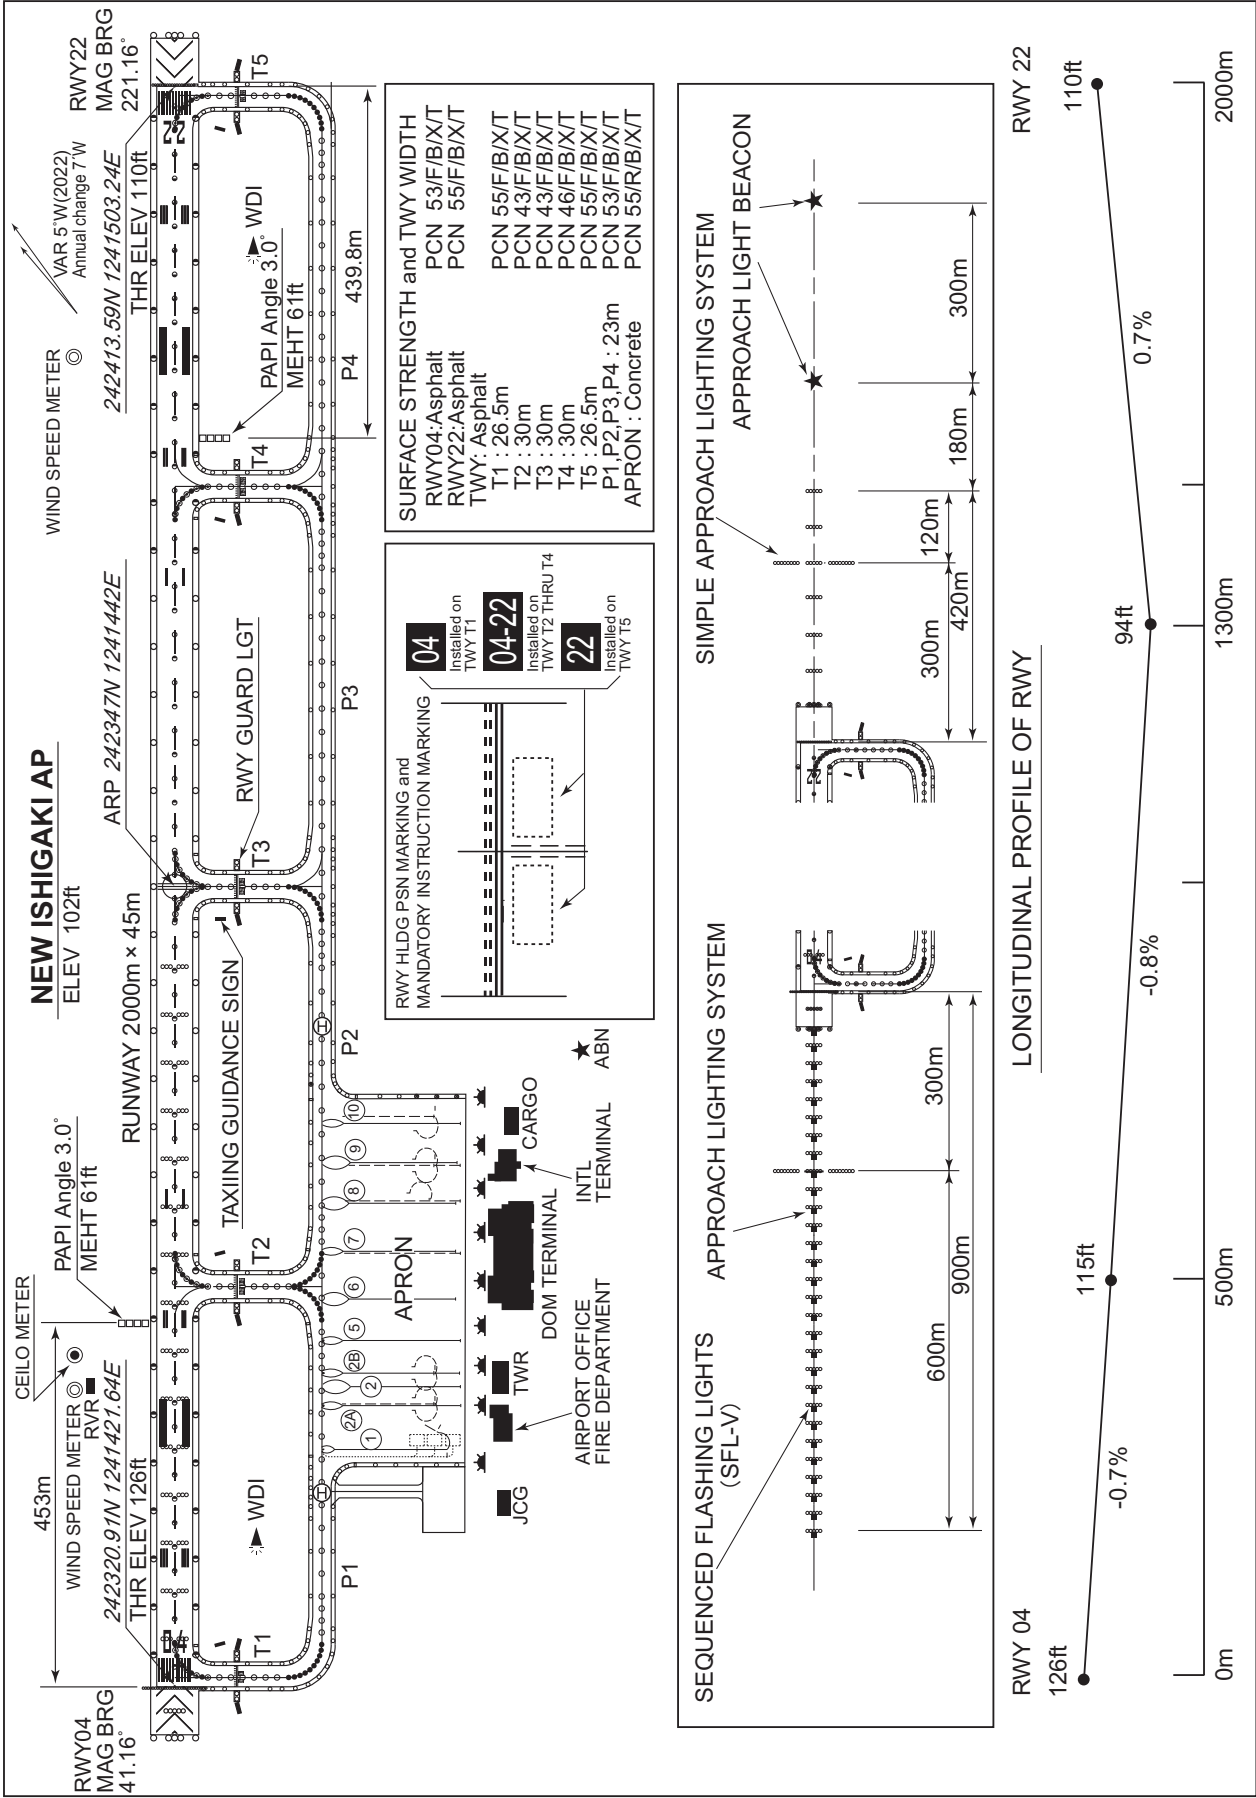 NEW ISHIGAKI AP
ELEV 102ft
RWY04
MAG BRG
41.16°
RWY22
MAG BRG
221.16°
VAR 5°W(2022)
Annual change 7'W
453m
CEILO METER
WIND SPEED METER
RVR
242320.91N 1241421.64E
THR ELEV 126ft
PAPI Angle 3.0°
MEHT 61ft
RUNWAY 2000m × 45m
ARP 242347N 1241442E
WIND SPEED METER
242413.59N 1241503.24E
THR ELEV 110ft
04
22
T1
T2
T3
T4
T5
WDI
TAXIING GUIDANCE SIGN
RWY GUARD LGT
WDI
PAPI Angle 3.0°
MEHT 61ft
439.8m
P1
P2
P3
P4
H
H
1
2A
2
2B
5
6
7
8
9
10
APRON
JCG
AIRPORT OFFICE
FIRE DEPARTMENT
TWR
DOM TERMINAL
INTL
TERMINAL
CARGO
ABN
RWY HLDG PSN MARKING and
MANDATORY INSTRUCTION MARKING
04
Installed on
TWY T1
04-22
Installed on
TWY T2 THRU T4
22
Installed on
TWY T5
SURFACE STRENGTH and TWY WIDTH
RWY04:Asphalt PCN 53/F/B/X/T
RWY22:Asphalt PCN 55/F/B/X/T
TWY: Asphalt
T1 : 26.5m PCN 55/F/B/X/T
T2 : 30m PCN 43/F/B/X/T
T3 : 30m PCN 43/F/B/X/T
T4 : 30m PCN 46/F/B/X/T
T5 : 26.5m PCN 55/F/B/X/T
P1,P2,P3,P4 : 23m PCN 53/F/B/X/T
APRON : Concrete PCN 55/R/B/X/T
SEQUENCED FLASHING LIGHTS
(SFL-V)
APPROACH LIGHTING SYSTEM
04
600m
300m
900m
SIMPLE APPROACH LIGHTING SYSTEM
APPROACH LIGHT BEACON
22
300m
120m
420m
180m
300m
LONGITUDINAL PROFILE OF RWY
RWY 04
126ft
-0.7%
115ft
-0.8%
94ft
0.7%
RWY 22
110ft
0m
500m
1300m
2000m